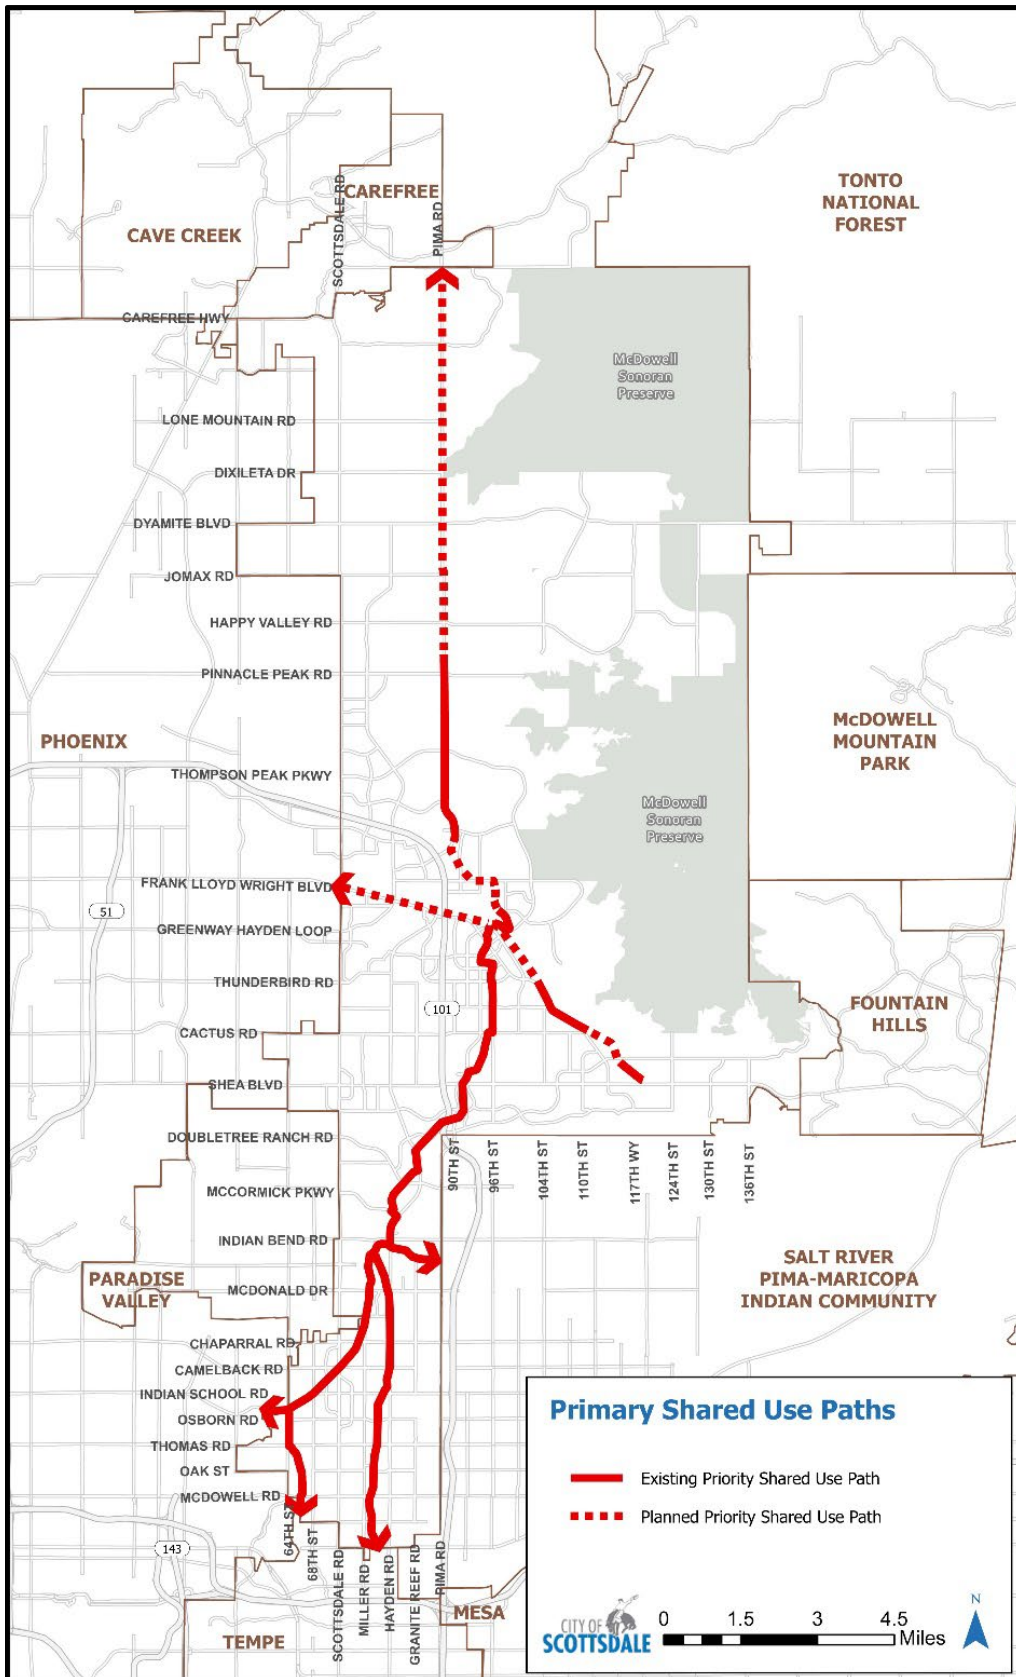 CAREFREE
CAVE CREEK
TONTO
NATIONAL
FOREST
SCOTTSDALE RD
PIMA RD
CAREFREE HWY
McDowell
Sonoran
Preserve
LONE MOUNTAIN RD
DIXILETA DR
DYAMITE BLVD
JOMAX RD
HAPPY VALLEY RD
PINNACLE PEAK RD
PHOENIX
McDOWELL
MOUNTAIN
PARK
THOMPSON PEAK PKWY
McDowell
Sonoran
Preserve
FRANK LLOYD WRIGHT BLVD
51
GREENWAY HAYDEN LOOP
THUNDERBIRD RD
101
FOUNTAIN
HILLS
CACTUS RD
SHEA BLVD
DOUBLETREE RANCH RD
90TH ST
96TH ST
104TH ST
110TH ST
117TH WY
124TH ST
130TH ST
136TH ST
MCCORMICK PKWY
INDIAN BEND RD
PARADISE
VALLEY
MCDONALD DR
SALT RIVER
PIMA-MARICOPA
INDIAN COMMUNITY
CHAPARRAL RD
CAMELBACK RD
INDIAN SCHOOL RD
OSBORN RD
THOMAS RD
OAK ST
MCDOWELL RD
143
64TH ST
68TH ST
SCOTTSDALE RD
MILLER RD
HAYDEN RD
GRANITE REEF RD
PIMA RD
TEMPE
MESA
Primary Shared Use Paths
Existing Priority Shared Use Path
Planned Priority Shared Use Path
CITY OF
SCOTTSDALE
0 1.5 3 4.5
Miles
N